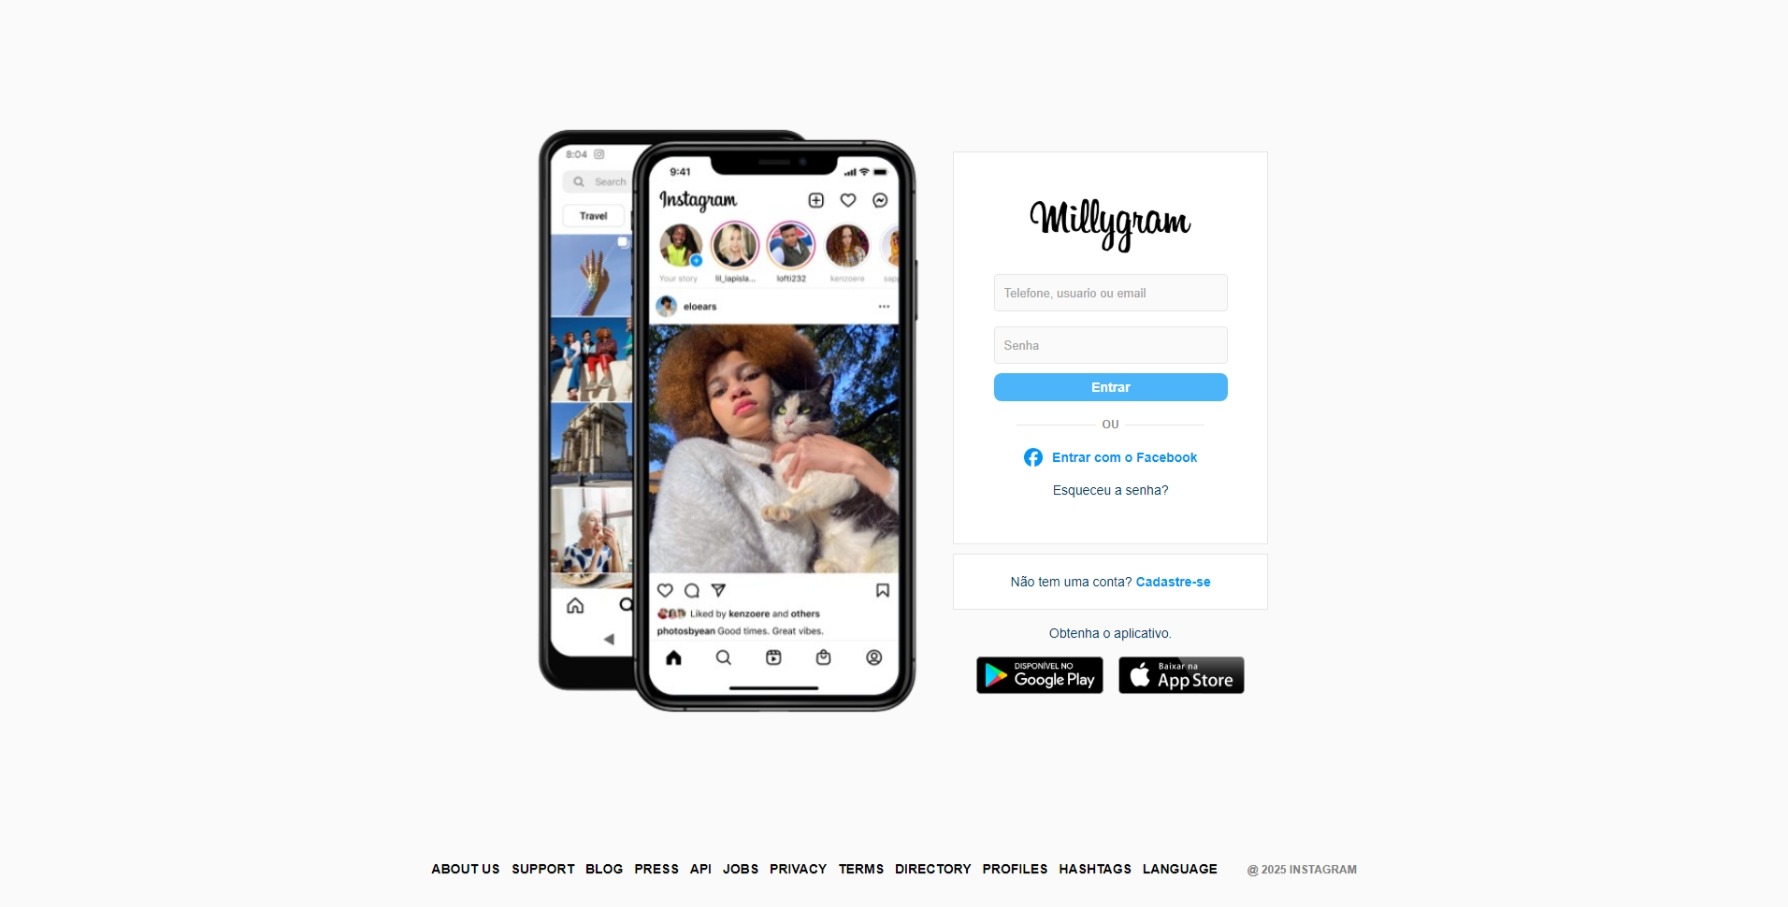 8:04
Search
Travel
9:41
Instagram
Your story
lil_lapisla...
lofti232
kenzoere
sap
eloears
Liked by kenzoere and others
photosbyean Good times. Great vibes.
Millygram
Telefone, usuario ou email
Senha
Entrar
OU
Entrar com o Facebook
Esqueceu a senha?
Não tem uma conta? Cadastre-se
Obtenha o aplicativo.
DISPONÍVEL NO
Google Play
Baixar na
App Store
ABOUT US SUPPORT BLOG PRESS API JOBS PRIVACY TERMS DIRECTORY PROFILES HASHTAGS LANGUAGE @ 2025 INSTAGRAM